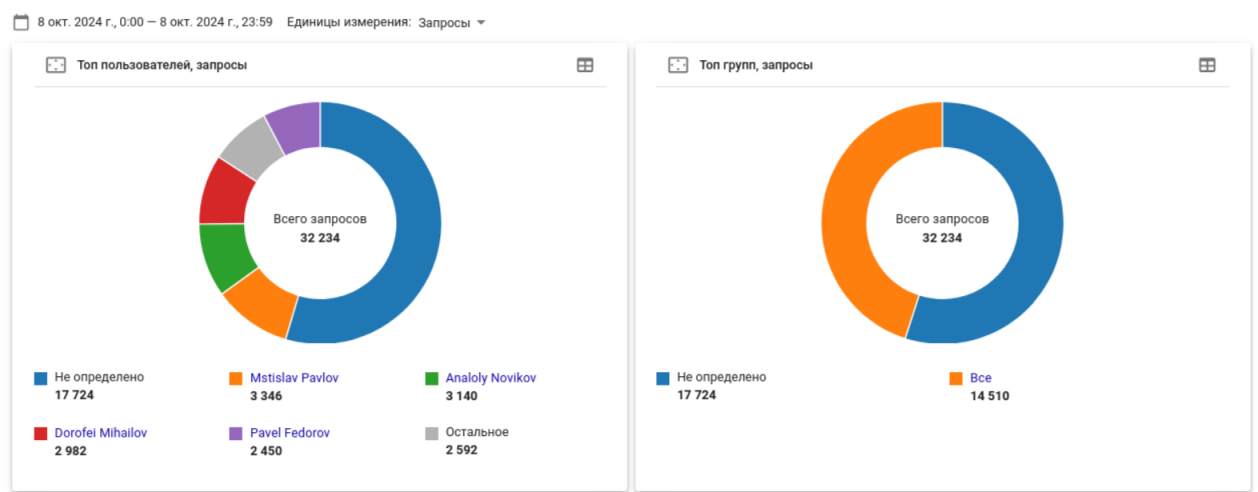 8 окт. 2024 г., 0:00 — 8 окт. 2024 г., 23:59 Единицы измерения: Запросы
Топ пользователей, запросы
Всего запросов
32 234
Не определено
17 724
Mstislav Pavlov
3 346
Analoly Novikov
3 140
Dorofei Mihailov
2 982
Pavel Fedorov
2 450
Остальное
2 592
Топ групп, запросы
Всего запросов
32 234
Не определено
17 724
Все
14 510